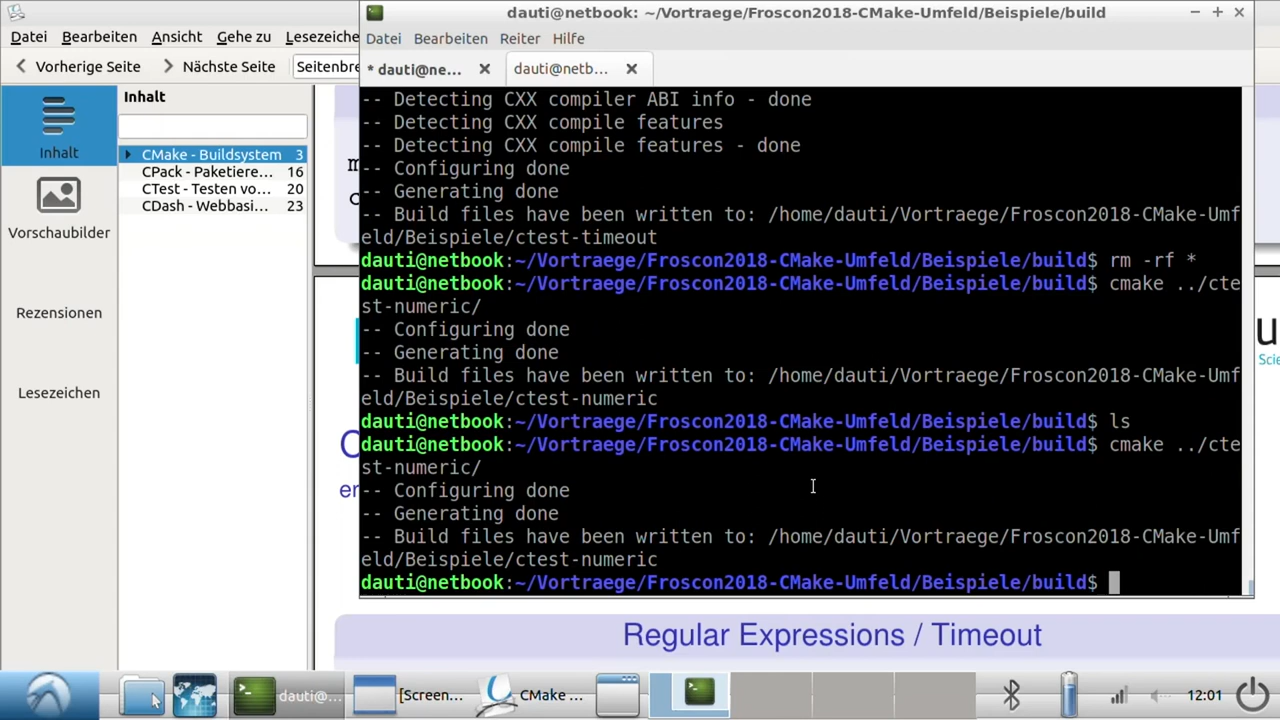 Datei Bearbeiten Ansicht Gehe zu Lesezeiche
Vorherige Seite Nächste Seite Seitenbre
Inhalt
Inhalt
CMake - Buildsystem 3
CPack - Paketiere... 16
CTest - Testen vo... 20
CDash - Webbasi... 23
Vorschaubilder
Rezensionen
Lesezeichen
dauti@netbook: ~/Vortraege/Froscon2018-CMake-Umfeld/Beispiele/build
Datei Bearbeiten Reiter Hilfe
* dauti@ne... dauti@netb...
-- Detecting CXX compiler ABI info - done
-- Detecting CXX compile features
-- Detecting CXX compile features - done
-- Configuring done
-- Generating done
-- Build files have been written to: /home/dauti/Vortraege/Froscon2018-CMake-Umf
eld/Beispiele/ctest-timeout
dauti@netbook:~/Vortraege/Froscon2018-CMake-Umfeld/Beispiele/build$ rm -rf *
dauti@netbook:~/Vortraege/Froscon2018-CMake-Umfeld/Beispiele/build$ cmake ../cte
st-numeric/
-- Configuring done
-- Generating done
-- Build files have been written to: /home/dauti/Vortraege/Froscon2018-CMake-Umf
eld/Beispiele/ctest-numeric
dauti@netbook:~/Vortraege/Froscon2018-CMake-Umfeld/Beispiele/build$ ls
dauti@netbook:~/Vortraege/Froscon2018-CMake-Umfeld/Beispiele/build$ cmake ../cte
st-numeric/
-- Configuring done
-- Generating done
-- Build files have been written to: /home/dauti/Vortraege/Froscon2018-CMake-Umf
eld/Beispiele/ctest-numeric
dauti@netbook:~/Vortraege/Froscon2018-CMake-Umfeld/Beispiele/build$
er
Scie
Regular Expressions / Timeout
dauti@... [Screen... CMake ... 12:01